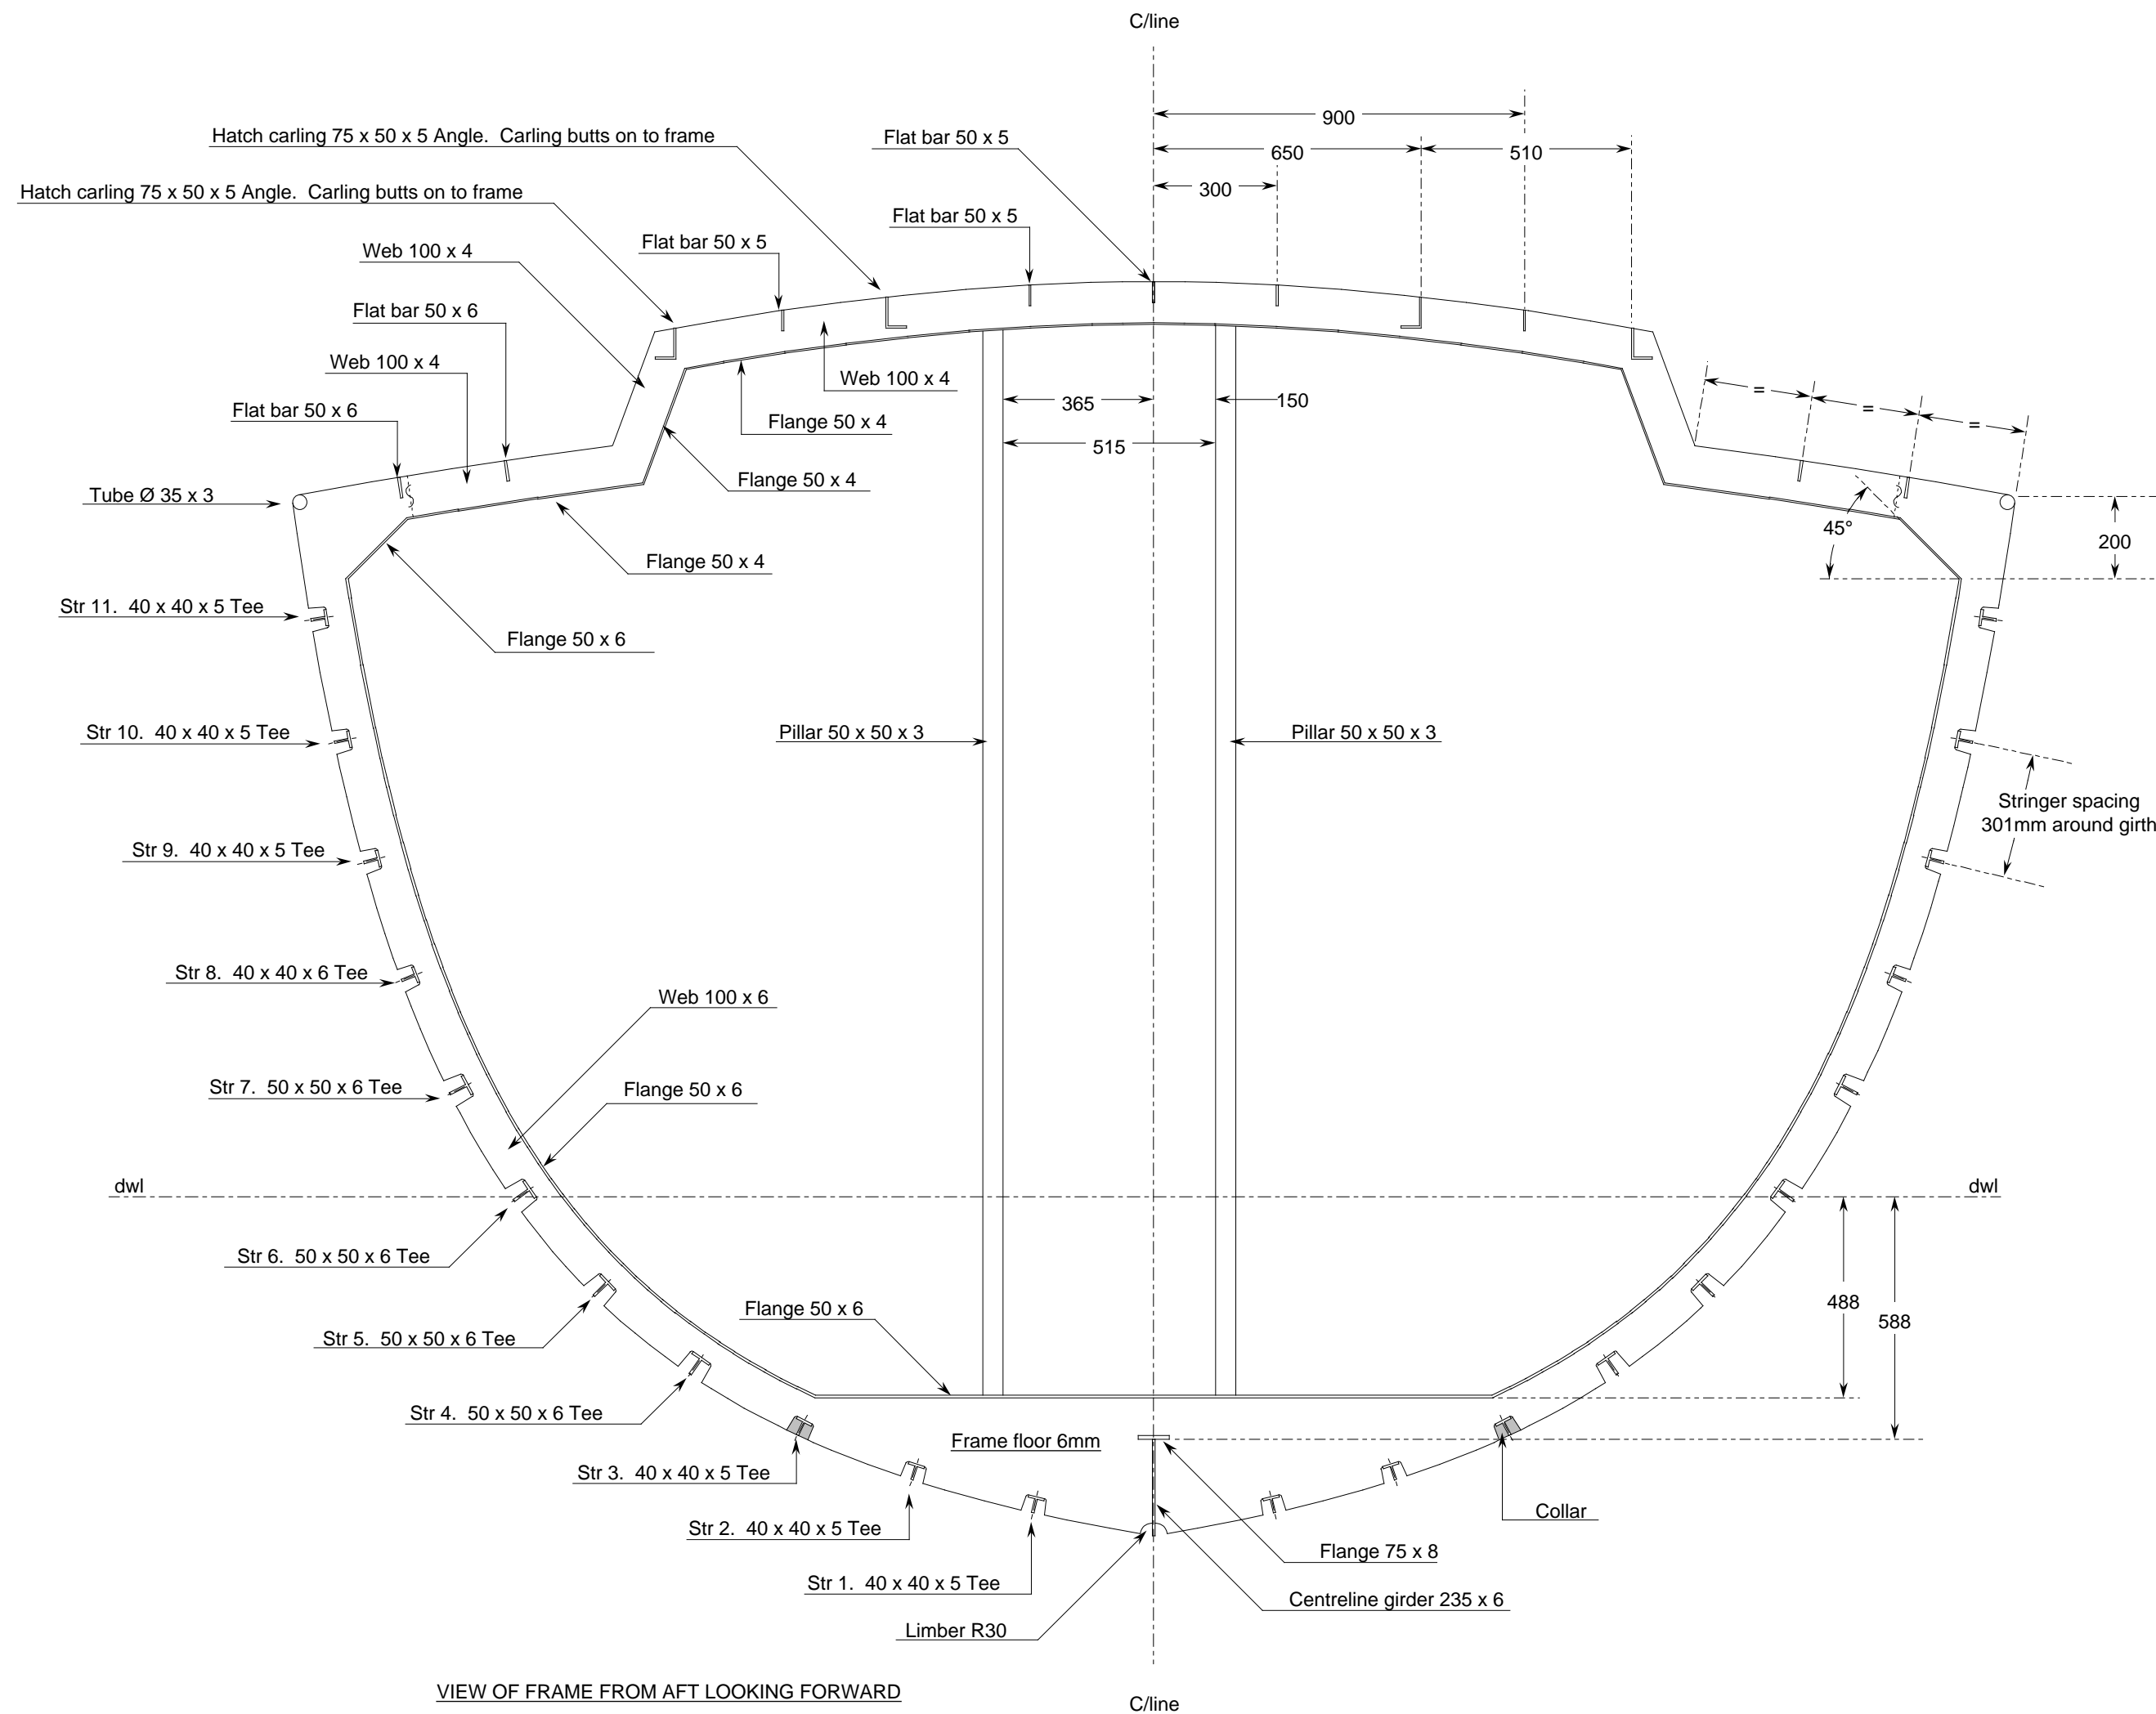 C/line
900
Hatch carling 75 x 50 x 5 Angle.  Carling butts on to frame
Flat bar 50 x 5
650
510
Hatch carling 75 x 50 x 5 Angle.  Carling butts on to frame
300
Flat bar 50 x 5
Flat bar 50 x 5
Web 100 x 4
Flat bar 50 x 6
Web 100 x 4
Web 100 x 4
=
=
=
365
150
Flat bar 50 x 6
Flange 50 x 4
515
Flange 50 x 4
Tube Ø 35 x 3
45°
200
Flange 50 x 4
Str 11.  40 x 40 x 5 Tee
Flange 50 x 6
Str 10.  40 x 40 x 5 Tee
Pillar 50 x 50 x 3
Pillar 50 x 50 x 3
Stringer spacing
301mm around girth
Str 9.  40 x 40 x 5 Tee
Str 8.  40 x 40 x 6 Tee
Web 100 x 6
Str 7.  50 x 50 x 6 Tee
Flange 50 x 6
dwl
dwl
Str 6.  50 x 50 x 6 Tee
Flange 50 x 6
488
588
Str 5.  50 x 50 x 6 Tee
Str 4.  50 x 50 x 6 Tee
Frame floor 6mm
Str 3.  40 x 40 x 5 Tee
Collar
Str 2.  40 x 40 x 5 Tee
Flange 75 x 8
Str 1.  40 x 40 x 5 Tee
Centreline girder 235 x 6
Limber R30
VIEW OF FRAME FROM AFT LOOKING FORWARD
C/line